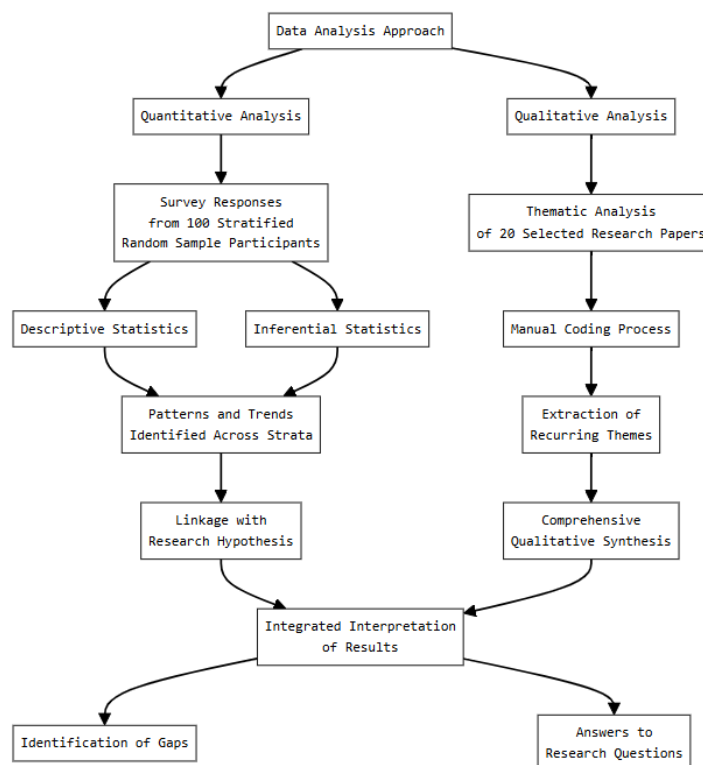 Data Analysis Approach
Quantitative Analysis
Qualitative Analysis
Survey Responses
from 100 Stratified
Random Sample Participants
Thematic Analysis
of 20 Selected Research Papers
Descriptive Statistics
Inferential Statistics
Manual Coding Process
Patterns and Trends
Identified Across Strata
Extraction of
Recurring Themes
Linkage with
Research Hypothesis
Comprehensive
Qualitative Synthesis
Integrated Interpretation
of Results
Identification of Gaps
Answers to
Research Questions